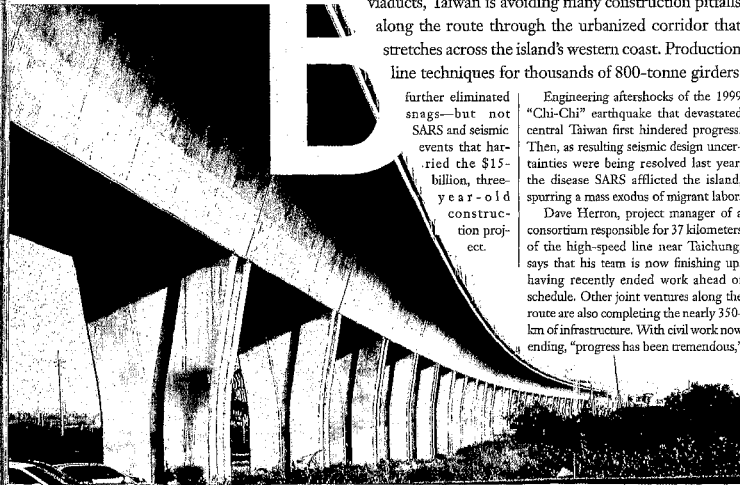 B
viaducts, Taiwan is avoiding many construction pitfalls
along the route through the urbanized corridor that
stretches across the island's western coast. Production
line techniques for thousands of 800-tonne girders
further eliminated
snags—but not
SARS and seismic
events that har-
ried the $15-
billion, three-
year-old
construc-
tion proj-
ect.
Engineering aftershocks of the 1999
“Chi-Chi” earthquake that devastated
central Taiwan first hindered progress.
Then, as resulting seismic design uncer-
tainties were being resolved last year,
the disease SARS afflicted the island,
spurring a mass exodus of migrant labor.
Dave Herron, project manager of a
consortium responsible for 37 kilometers
of the high-speed line near Taichung,
says that his team is now finishing up,
having recently ended work ahead of
schedule. Other joint ventures along the
route are also completing the nearly 350-
km of infrastructure. With civil work now
ending, “progress has been tremendous,”